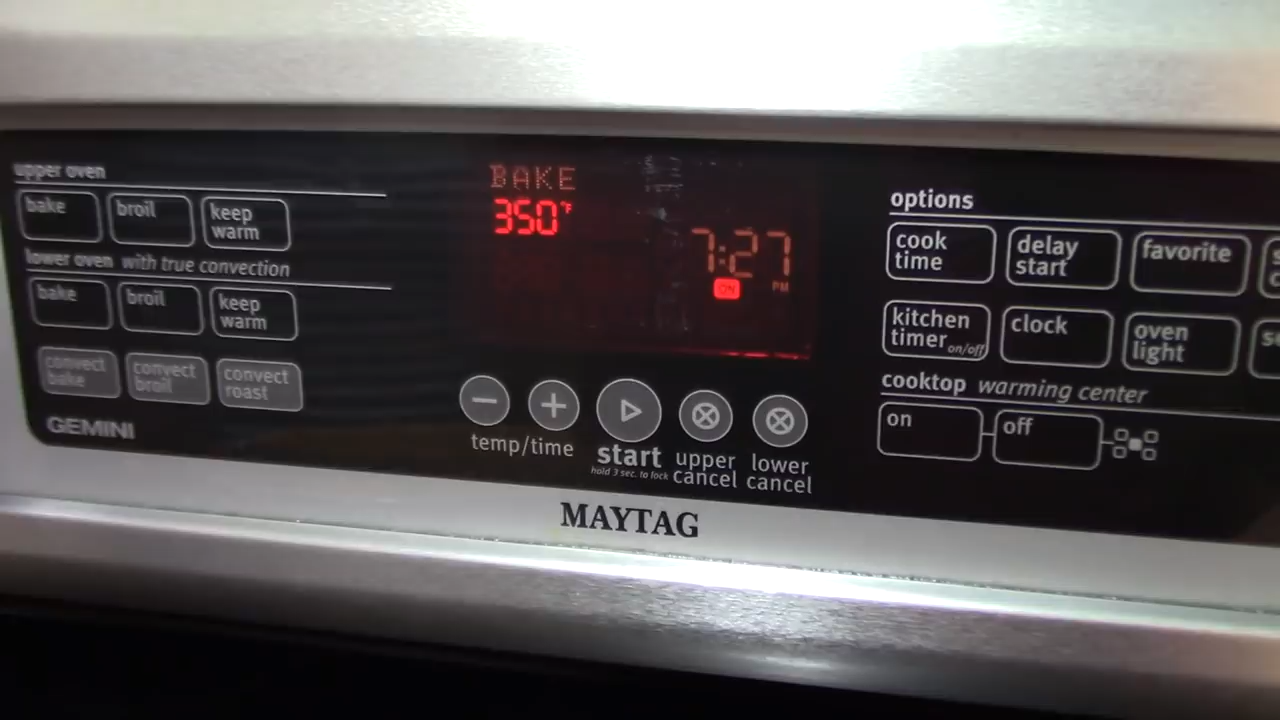 upper oven
bake
broil
keep
warm
lower oven with true convection
bake
broil
keep
warm
convect
bake
convect
broil
convect
roast
GEMINI
BAKE
350°F
7:27
ON
PM
temp/time
start
hold 3 sec. to lock
upper
cancel
lower
cancel
options
cook
time
delay
start
favorite
kitchen
timer on/off
clock
oven
light
cooktop warming center
on
off
MAYTAG